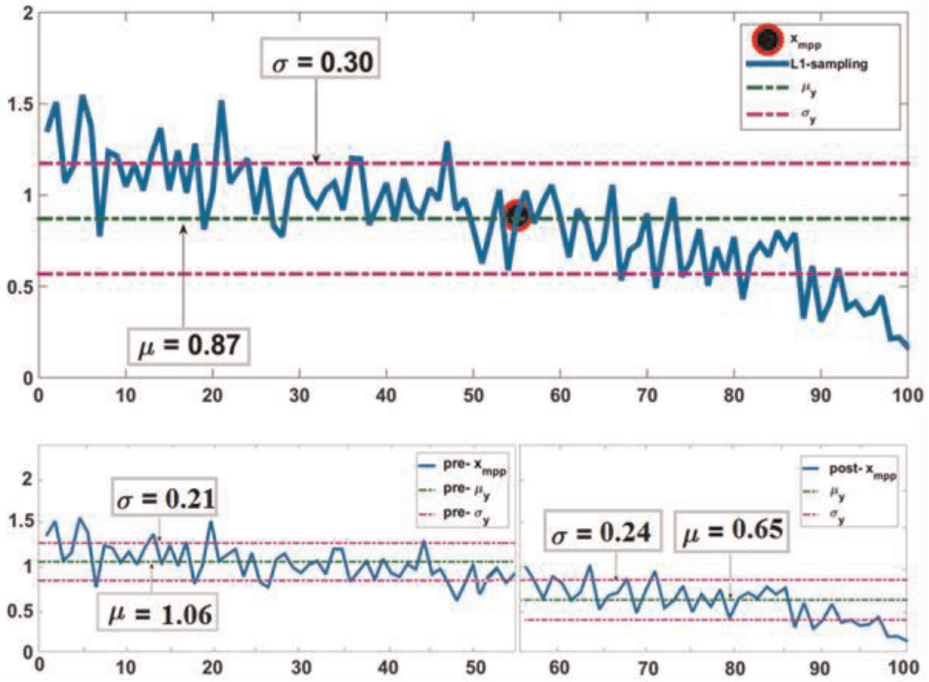 2
1.5
1
0.5
0
σ = 0.30
μ = 0.87
x_mpp
L1-sampling
μ_y
σ_y
0 10 20 30 40 50 60 70 80 90 100
2
1.5
1
0.5
0
σ = 0.21
μ = 1.06
pre- x_mpp
pre- μ_y
pre- σ_y
σ = 0.24
μ = 0.65
post- x_mpp
μ_y
σ_y
0 10 20 30 40 50 60 70 80 90 100